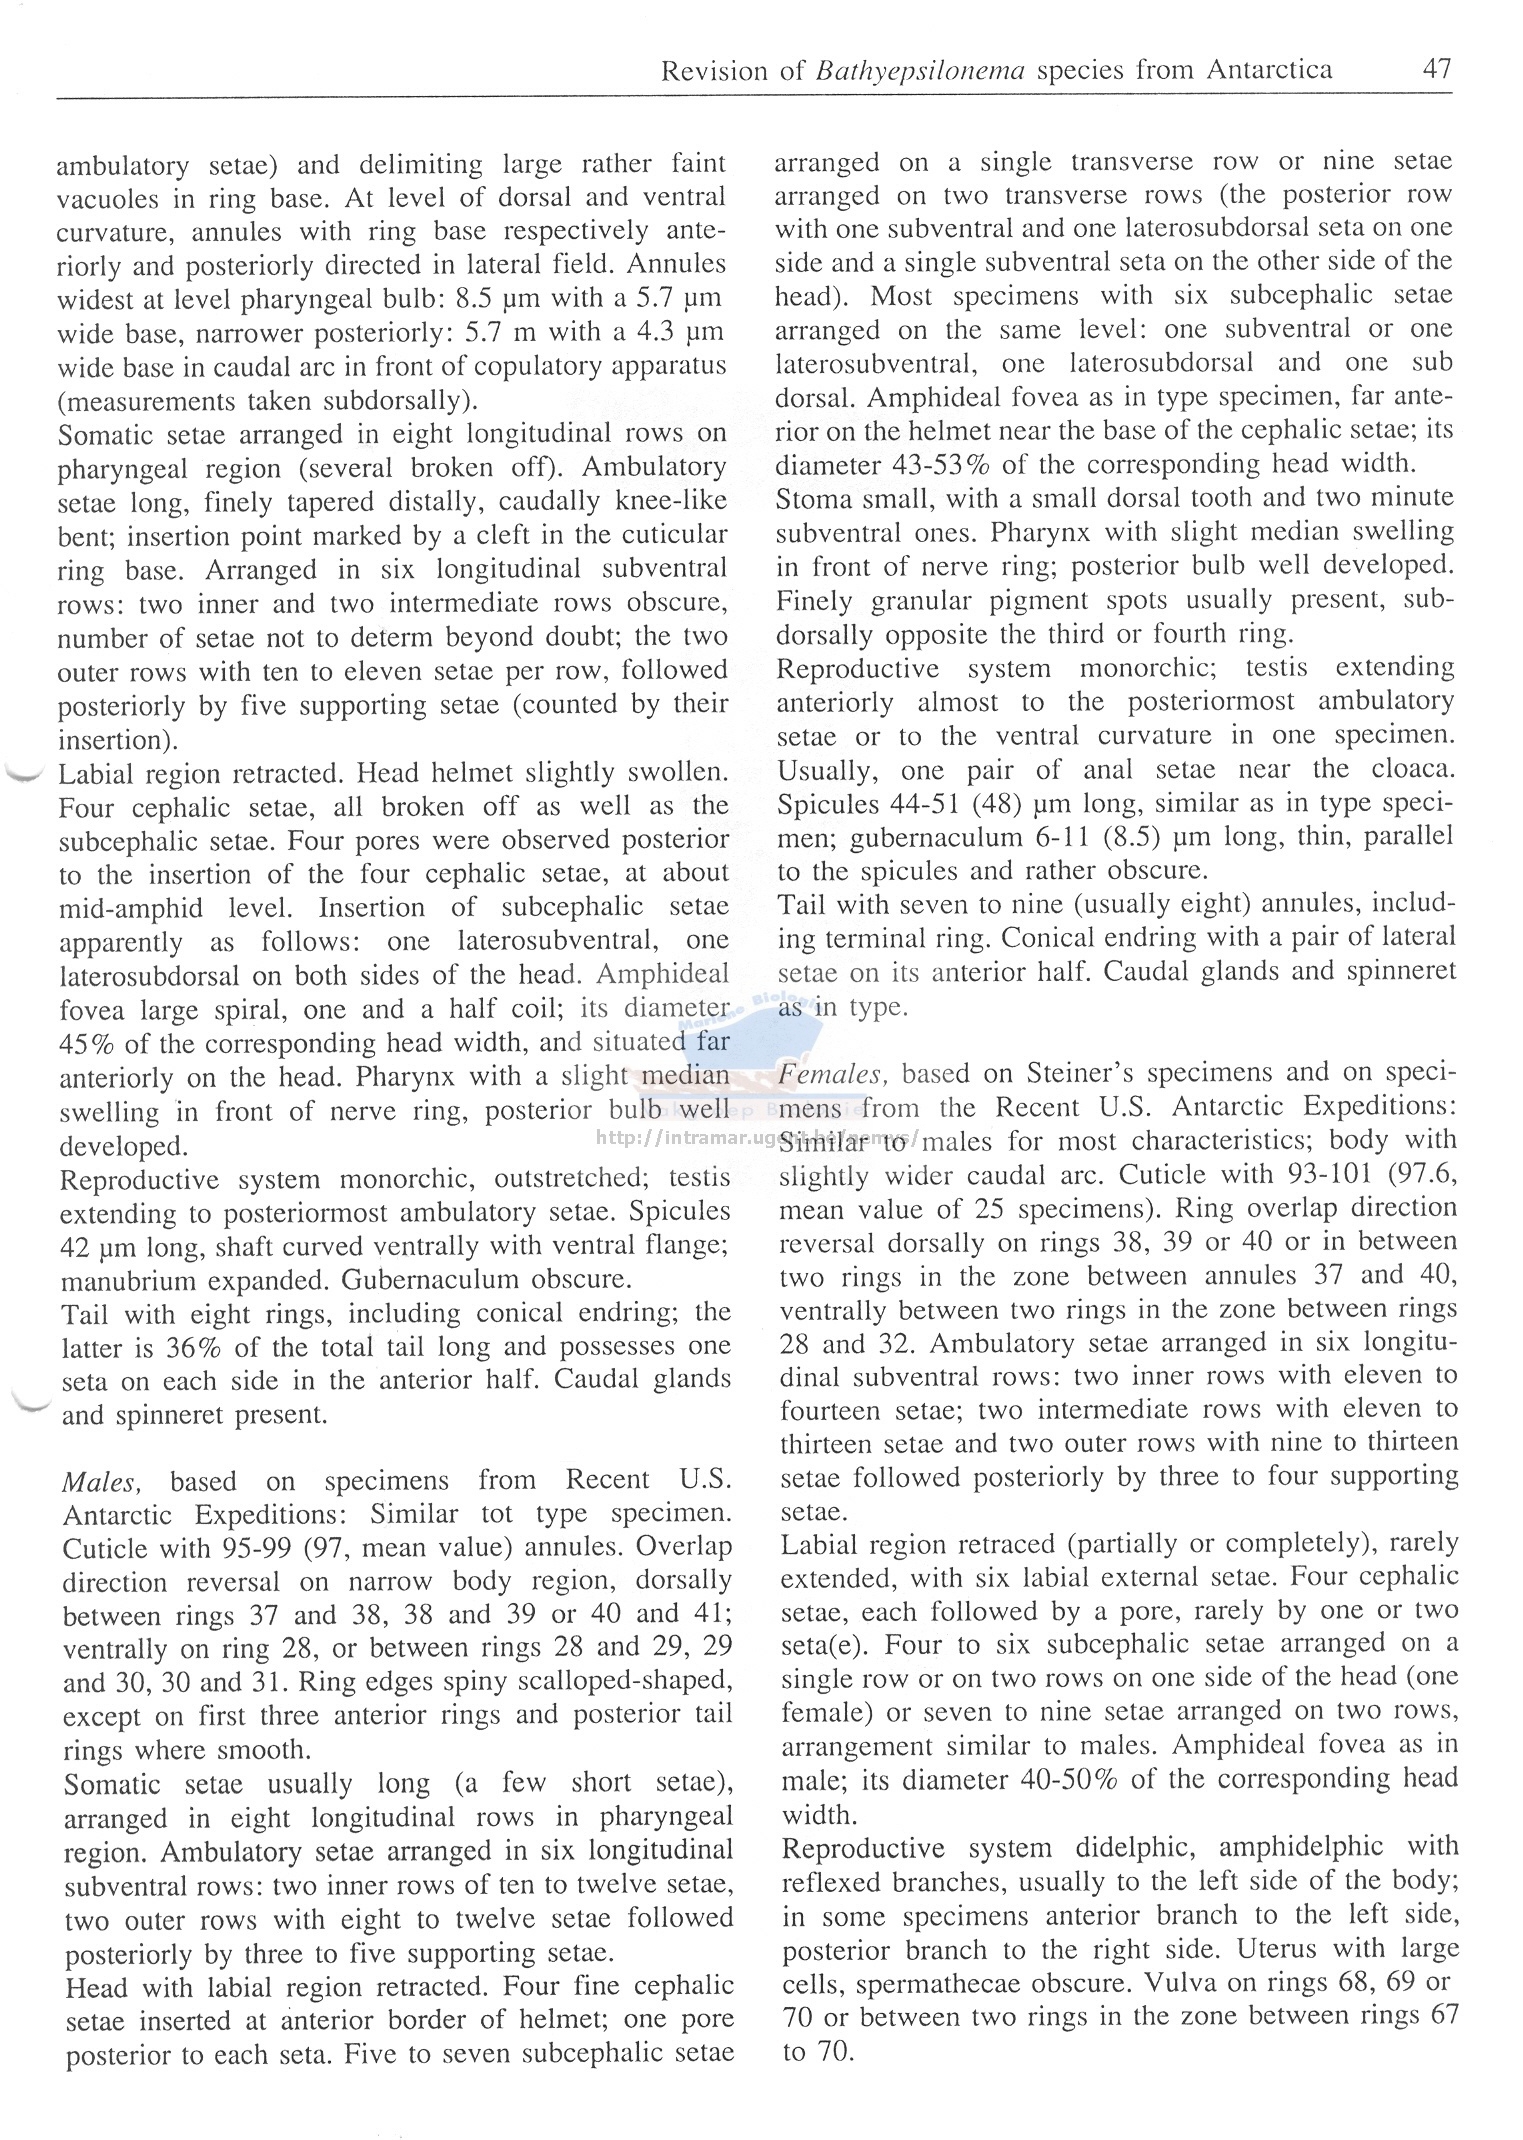 Revision of Bathyepsilonema species from Antarctica 47
ambulatory setae) and delimiting large rather faint
vacuoles in ring base. At level of dorsal and ventral
curvature, annules with ring base respectively ante-
riorly and posteriorly directed in lateral field. Annules
widest at level pharyngeal bulb: 8.5 µm with a 5.7 µm
wide base, narrower posteriorly: 5.7 m with a 4.3 µm
wide base in caudal arc in front of copulatory apparatus
(measurements taken subdorsally).
Somatic setae arranged in eight longitudinal rows on
pharyngeal region (several broken off). Ambulatory
setae long, finely tapered distally, caudally knee-like
bent; insertion point marked by a cleft in the cuticular
ring base. Arranged in six longitudinal subventral
rows: two inner and two intermediate rows obscure,
number of setae not to determ beyond doubt; the two
outer rows with ten to eleven setae per row, followed
posteriorly by five supporting setae (counted by their
insertion).
Labial region retracted. Head helmet slightly swollen.
Four cephalic setae, all broken off as well as the
subcephalic setae. Four pores were observed posterior
to the insertion of the four cephalic setae, at about
mid-amphid level. Insertion of subcephalic setae
apparently as follows: one laterosubventral, one
laterosubdorsal on both sides of the head. Amphideal
fovea large spiral, one and a half coil; its diameter
45% of the corresponding head width, and situated far
anteriorly on the head. Pharynx with a slight median
swelling in front of nerve ring, posterior bulb well
developed.
Reproductive system monorchic, outstretched; testis
extending to posteriormost ambulatory setae. Spicules
42 µm long, shaft curved ventrally with ventral flange;
manubrium expanded. Gubernaculum obscure.
Tail with eight rings, including conical endring; the
latter is 36% of the total tail long and possesses one
seta on each side in the anterior half. Caudal glands
and spinneret present.
Males, based on specimens from Recent U.S.
Antarctic Expeditions: Similar tot type specimen.
Cuticle with 95-99 (97, mean value) annules. Overlap
direction reversal on narrow body region, dorsally
between rings 37 and 38, 38 and 39 or 40 and 41;
ventrally on ring 28, or between rings 28 and 29, 29
and 30, 30 and 31. Ring edges spiny scalloped-shaped,
except on first three anterior rings and posterior tail
rings where smooth.
Somatic setae usually long (a few short setae),
arranged in eight longitudinal rows in pharyngeal
region. Ambulatory setae arranged in six longitudinal
subventral rows: two inner rows of ten to twelve setae,
two outer rows with eight to twelve setae followed
posteriorly by three to five supporting setae.
Head with labial region retracted. Four fine cephalic
setae inserted at anterior border of helmet; one pore
posterior to each seta. Five to seven subcephalic setae
arranged on a single transverse row or nine setae
arranged on two transverse rows (the posterior row
with one subventral and one laterosubdorsal seta on one
side and a single subventral seta on the other side of the
head). Most specimens with six subcephalic setae
arranged on the same level: one subventral or one
laterosubventral, one laterosubdorsal and one sub
dorsal. Amphideal fovea as in type specimen, far ante-
rior on the helmet near the base of the cephalic setae; its
diameter 43-53% of the corresponding head width.
Stoma small, with a small dorsal tooth and two minute
subventral ones. Pharynx with slight median swelling
in front of nerve ring; posterior bulb well developed.
Finely granular pigment spots usually present, sub-
dorsally opposite the third or fourth ring.
Reproductive system monorchic; testis extending
anteriorly almost to the posteriormost ambulatory
setae or to the ventral curvature in one specimen.
Usually, one pair of anal setae near the cloaca.
Spicules 44-51 (48) µm long, similar as in type speci-
men; gubernaculum 6-11 (8.5) µm long, thin, parallel
to the spicules and rather obscure.
Tail with seven to nine (usually eight) annules, includ-
ing terminal ring. Conical endring with a pair of lateral
setae on its anterior half. Caudal glands and spinneret
as in type.
Females, based on Steiner's specimens and on speci-
mens from the Recent U.S. Antarctic Expeditions:
Similar to males for most characteristics; body with
slightly wider caudal arc. Cuticle with 93-101 (97.6,
mean value of 25 specimens). Ring overlap direction
reversal dorsally on rings 38, 39 or 40 or in between
two rings in the zone between annules 37 and 40,
ventrally between two rings in the zone between rings
28 and 32. Ambulatory setae arranged in six longitu-
dinal subventral rows: two inner rows with eleven to
fourteen setae; two intermediate rows with eleven to
thirteen setae and two outer rows with nine to thirteen
setae followed posteriorly by three to four supporting
setae.
Labial region retraced (partially or completely), rarely
extended, with six labial external setae. Four cephalic
setae, each followed by a pore, rarely by one or two
seta(e). Four to six subcephalic setae arranged on a
single row or on two rows on one side of the head (one
female) or seven to nine setae arranged on two rows,
arrangement similar to males. Amphideal fovea as in
male; its diameter 40-50% of the corresponding head
width.
Reproductive system didelphic, amphidelphic with
reflexed branches, usually to the left side of the body;
in some specimens anterior branch to the left side,
posterior branch to the right side. Uterus with large
cells, spermathecae obscure. Vulva on rings 68, 69 or
70 or between two rings in the zone between rings 67
to 70.
http://intramar.ugent.be/nemys/